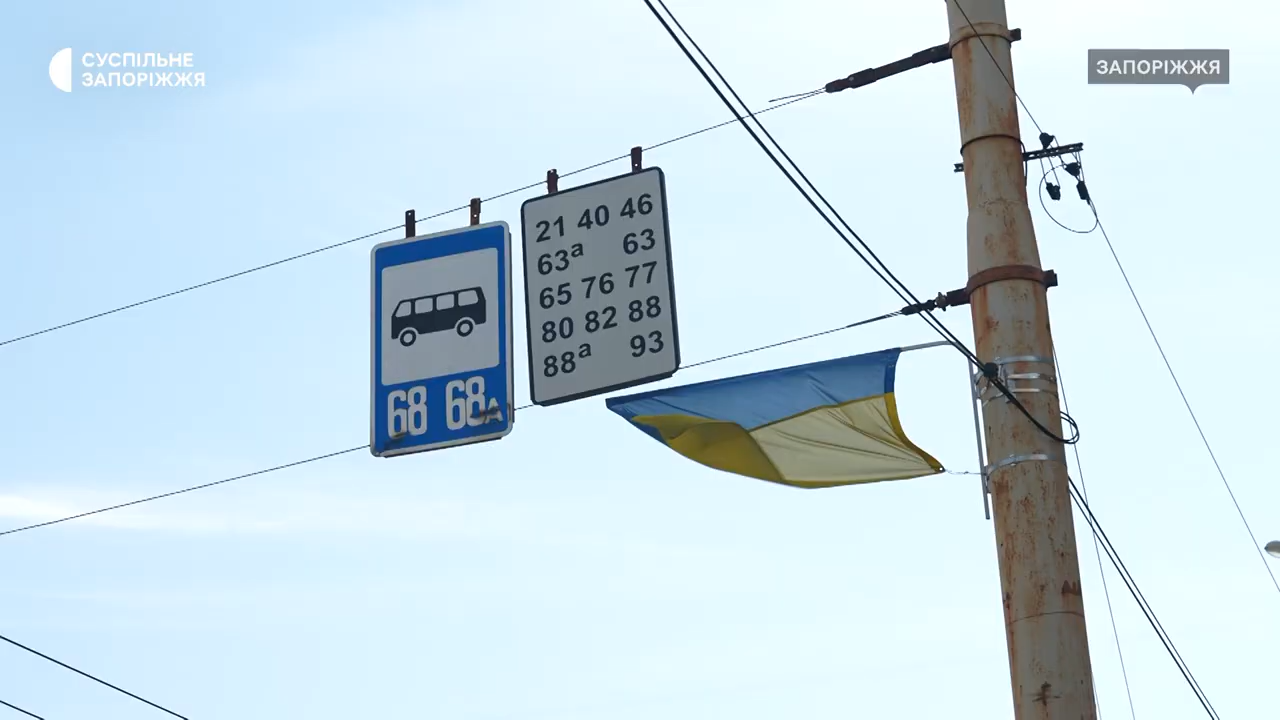 СУСПІЛЬНЕ
ЗАПОРІЖЖЯ
ЗАПОРІЖЖЯ
21 40 46
63а 63
65 76 77
80 82 88
88а 93
68 68А